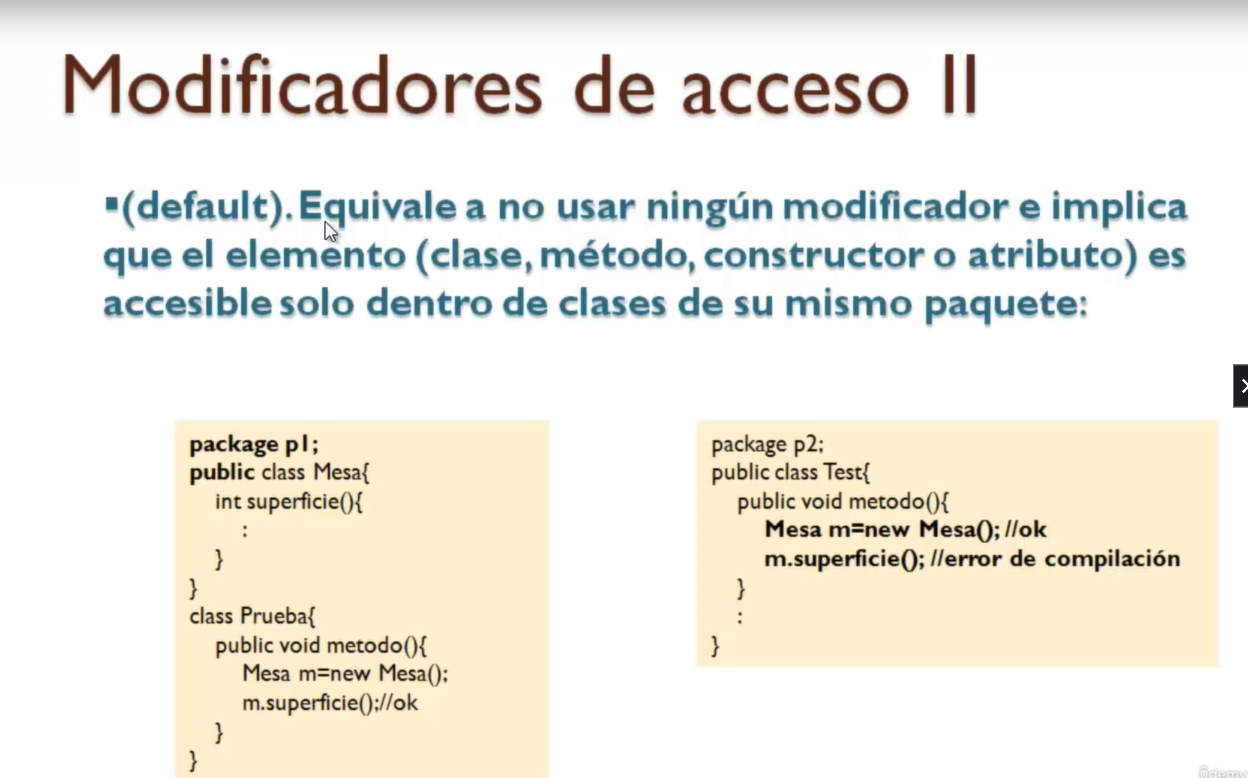 Modificadores de acceso II
▪(default). Equivale a no usar ningún modificador e implica
que el elemento (clase, método, constructor o atributo) es
accesible solo dentro de clases de su mismo paquete:
package p1;
public class Mesa{
int superficie(){
:
}
}
class Prueba{
public void metodo(){
Mesa m=new Mesa();
m.superficie();//ok
}
}
package p2;
public class Test{
public void metodo(){
Mesa m=new Mesa(); //ok
m.superficie(); //error de compilación
}
:
}